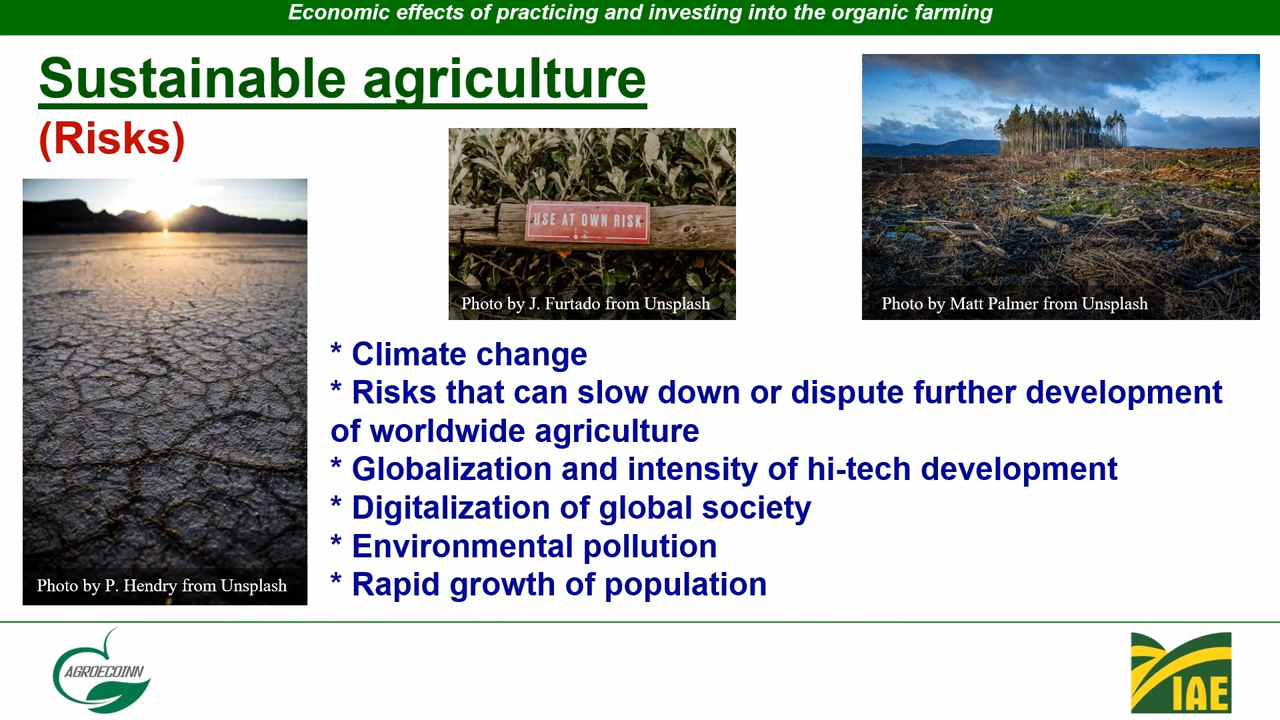 Economic effects of practicing and investing into the organic farming
Sustainable agriculture
(Risks)
USE AT OWN RISK
Photo by J. Furtado from Unsplash
Photo by Matt Palmer from Unsplash
Photo by P. Hendry from Unsplash
* Climate change
* Risks that can slow down or dispute further development
of worldwide agriculture
* Globalization and intensity of hi-tech development
* Digitalization of global society
* Environmental pollution
* Rapid growth of population
AGROECOINN
IAE